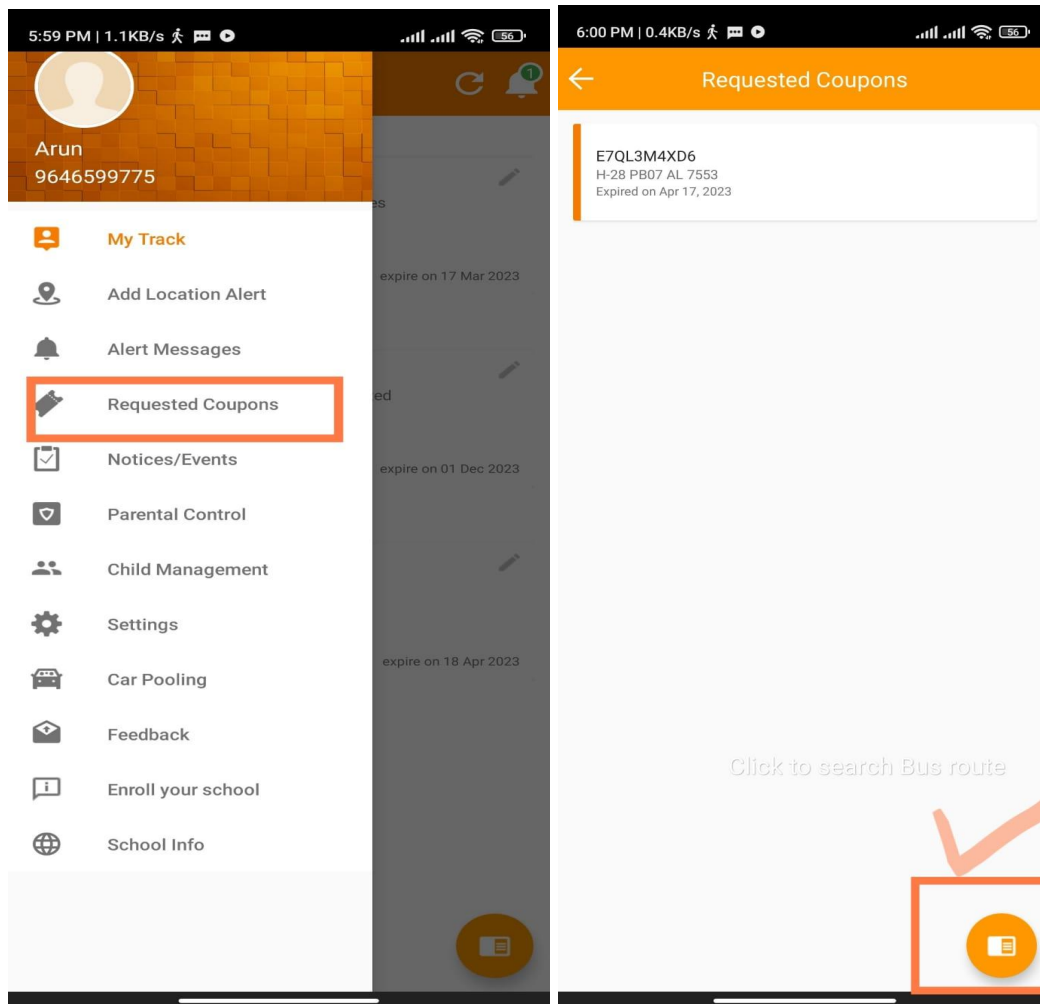 5:59 PM | 1.1KB/s
56
1
Arun
9646599775
My Track
Add Location Alert
Alert Messages
Requested Coupons
Notices/Events
Parental Control
Child Management
Settings
Car Pooling
Feedback
Enroll your school
School Info
es
expire on 17 Mar 2023
ed
expire on 01 Dec 2023
expire on 18 Apr 2023
6:00 PM | 0.4KB/s
56
Requested Coupons
E7QL3M4XD6
H-28 PB07 AL 7553
Expired on Apr 17, 2023
Click to search Bus route